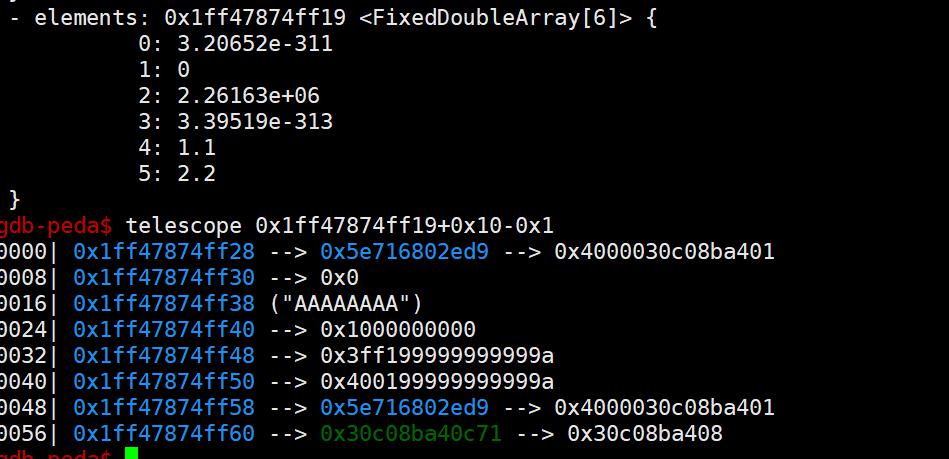 - elements: 0x1ff47874ff19 <FixedDoubleArray[6]> {
0: 3.20652e-311
1: 0
2: 2.26163e+06
3: 3.39519e-313
4: 1.1
5: 2.2
}
gdb-peda$ telescope 0x1ff47874ff19+0x10-0x1
0000| 0x1ff47874ff28 --> 0x5e716802ed9 --> 0x4000030c08ba401
0008| 0x1ff47874ff30 --> 0x0
0016| 0x1ff47874ff38 ("AAAAAAAA")
0024| 0x1ff47874ff40 --> 0x1000000000
0032| 0x1ff47874ff48 --> 0x3ff199999999999a
0040| 0x1ff47874ff50 --> 0x400199999999999a
0048| 0x1ff47874ff58 --> 0x5e716802ed9 --> 0x4000030c08ba401
0056| 0x1ff47874ff60 --> 0x30c08ba40c71 --> 0x30c08ba408
gdb-peda$